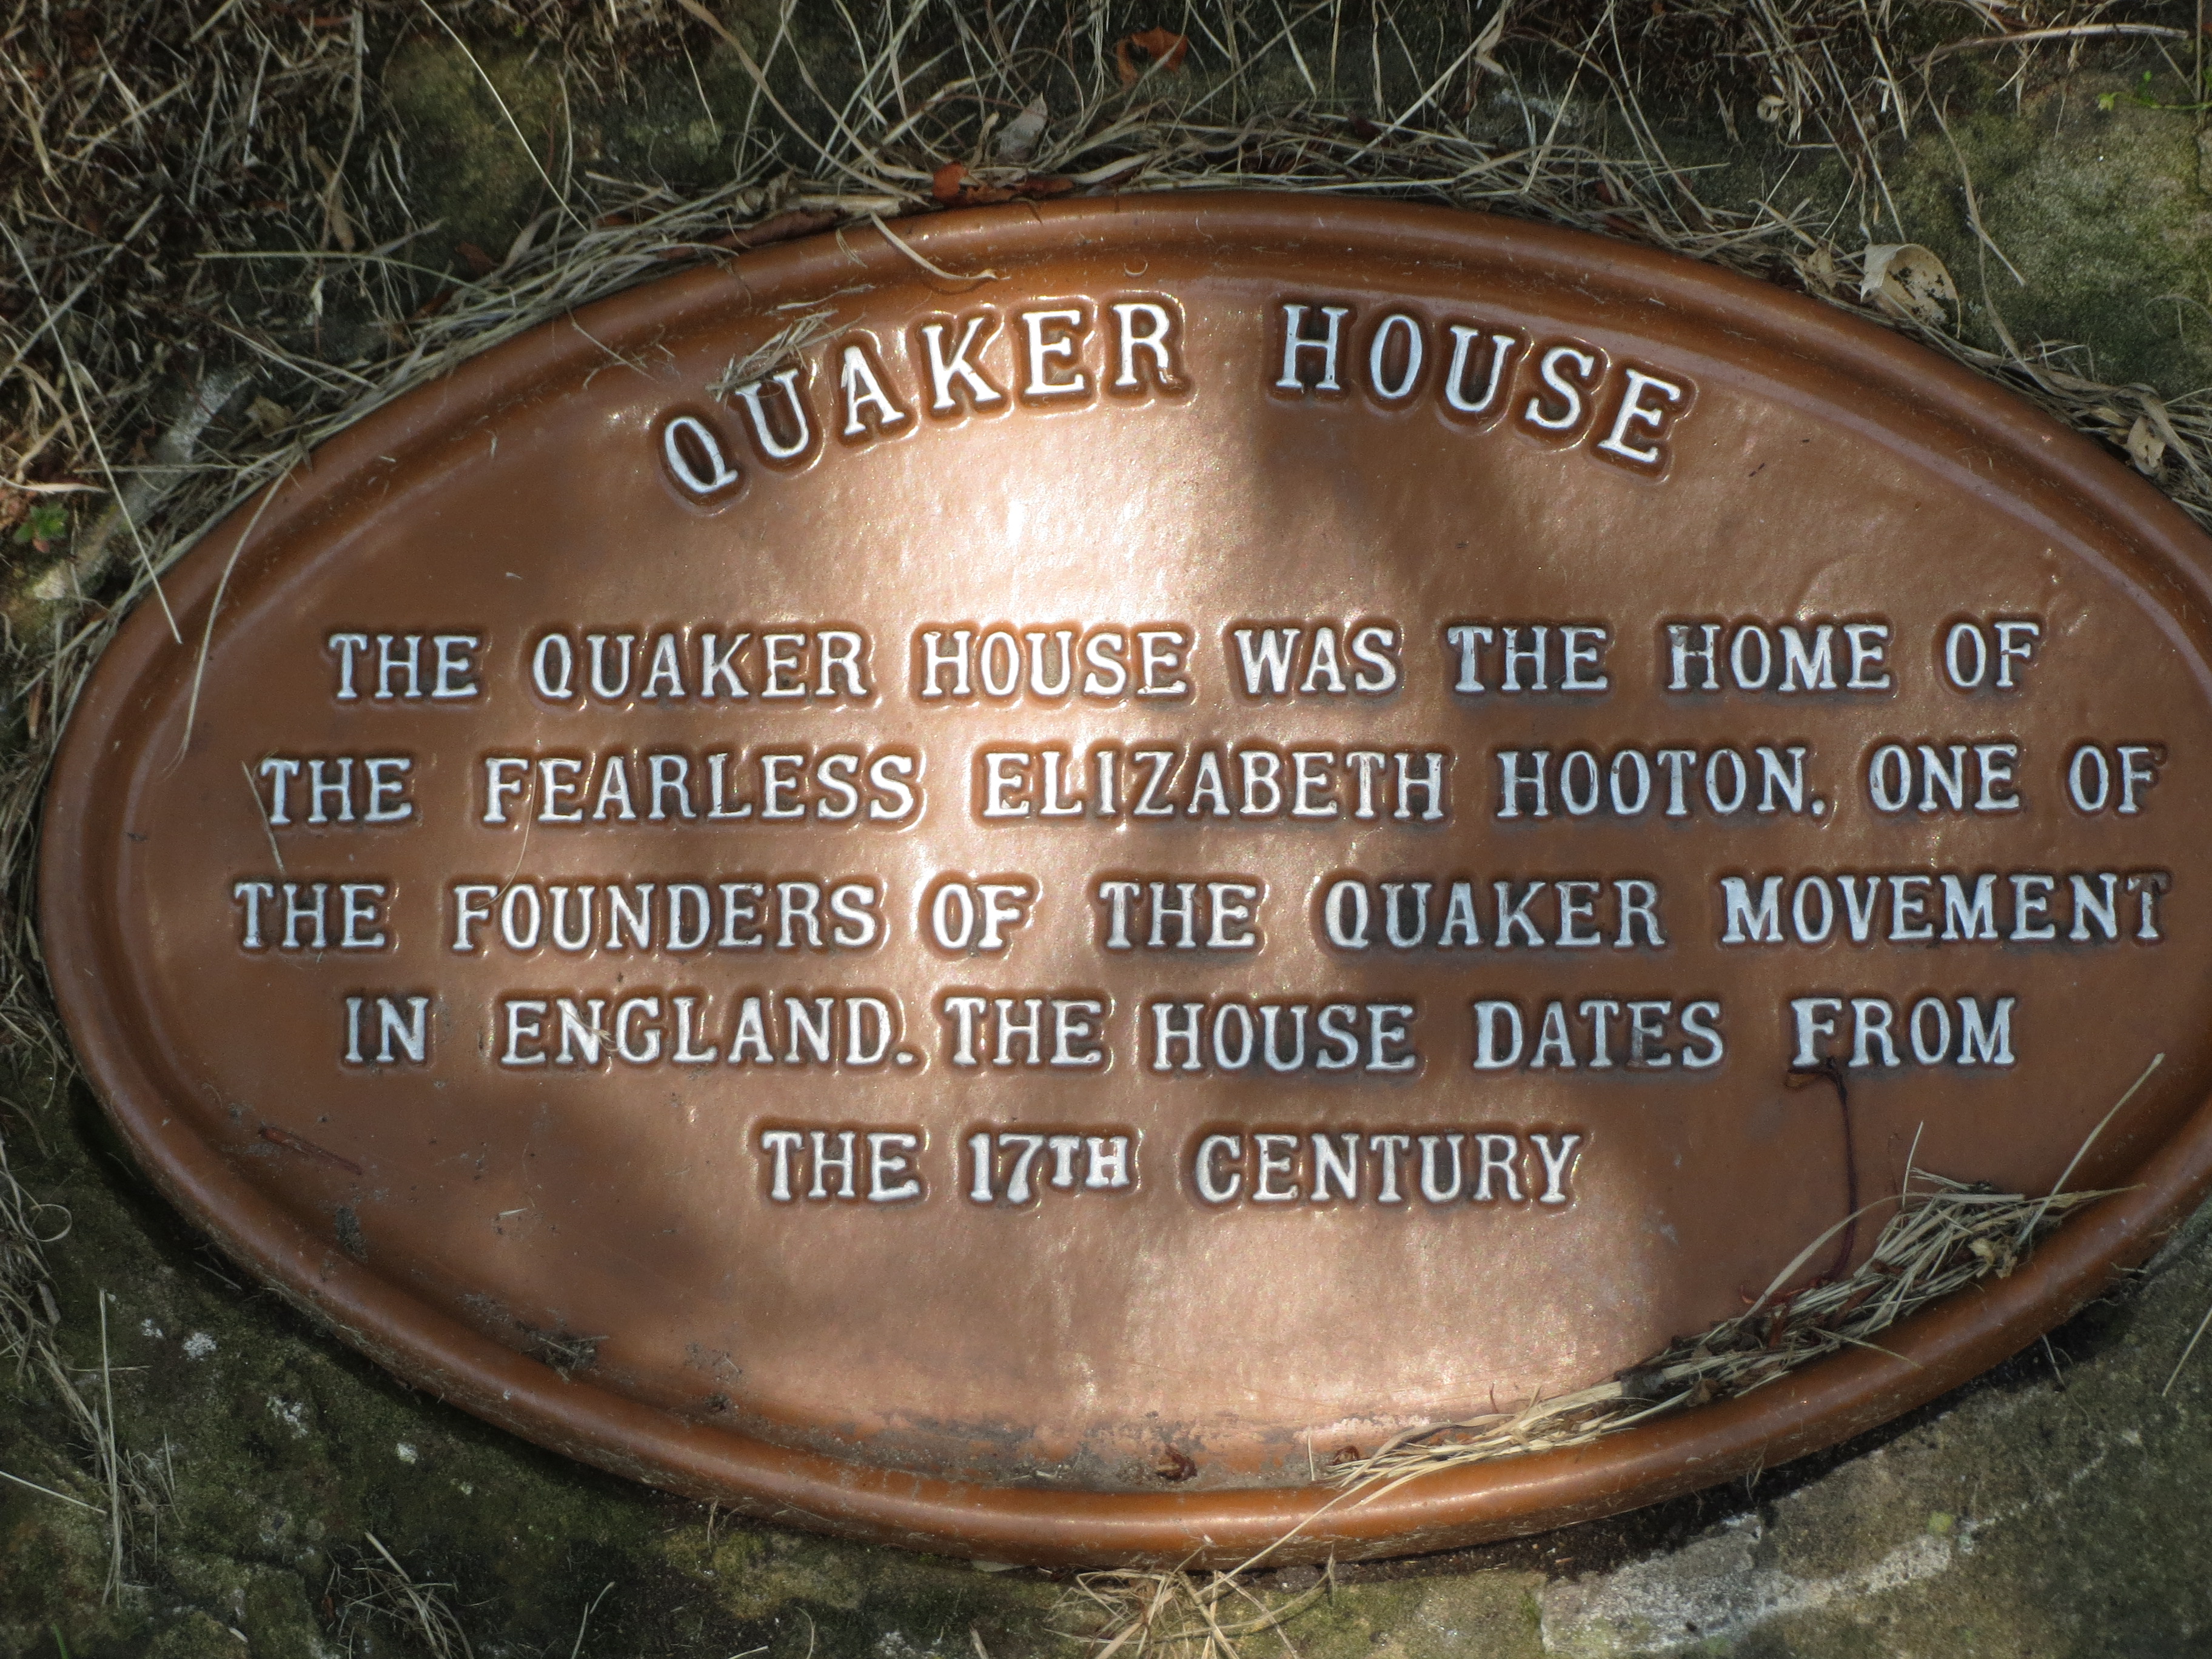 QUAKER HOUSE
THE QUAKER HOUSE WAS THE HOME OF
THE FEARLESS ELIZABETH HOOTON. ONE OF
THE FOUNDERS OF THE QUAKER MOVEMENT
IN ENGLAND. THE HOUSE DATES FROM
THE 17TH CENTURY